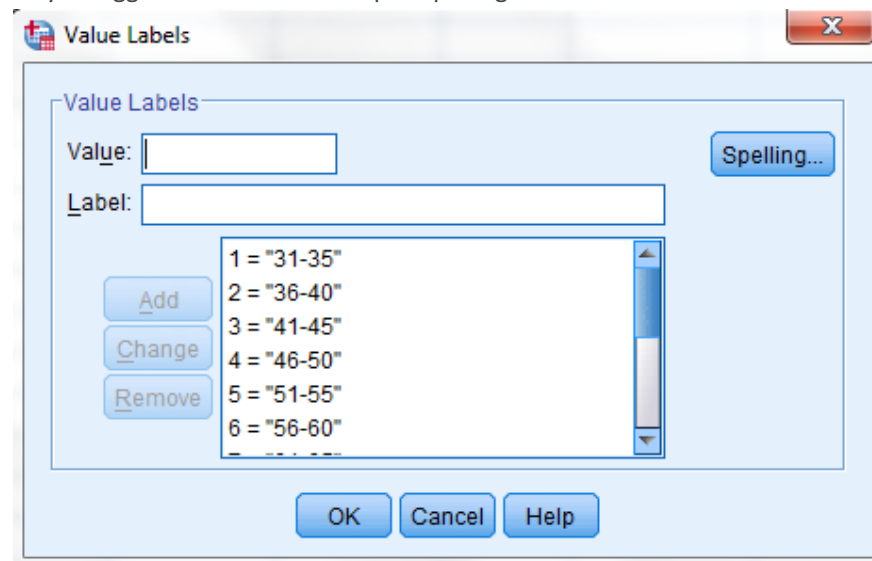 Value Labels
Value Labels
Value:
Spelling...
Label:
1 = "31-35"
2 = "36-40"
3 = "41-45"
4 = "46-50"
5 = "51-55"
6 = "56-60"
Add
Change
Remove
OK Cancel Help